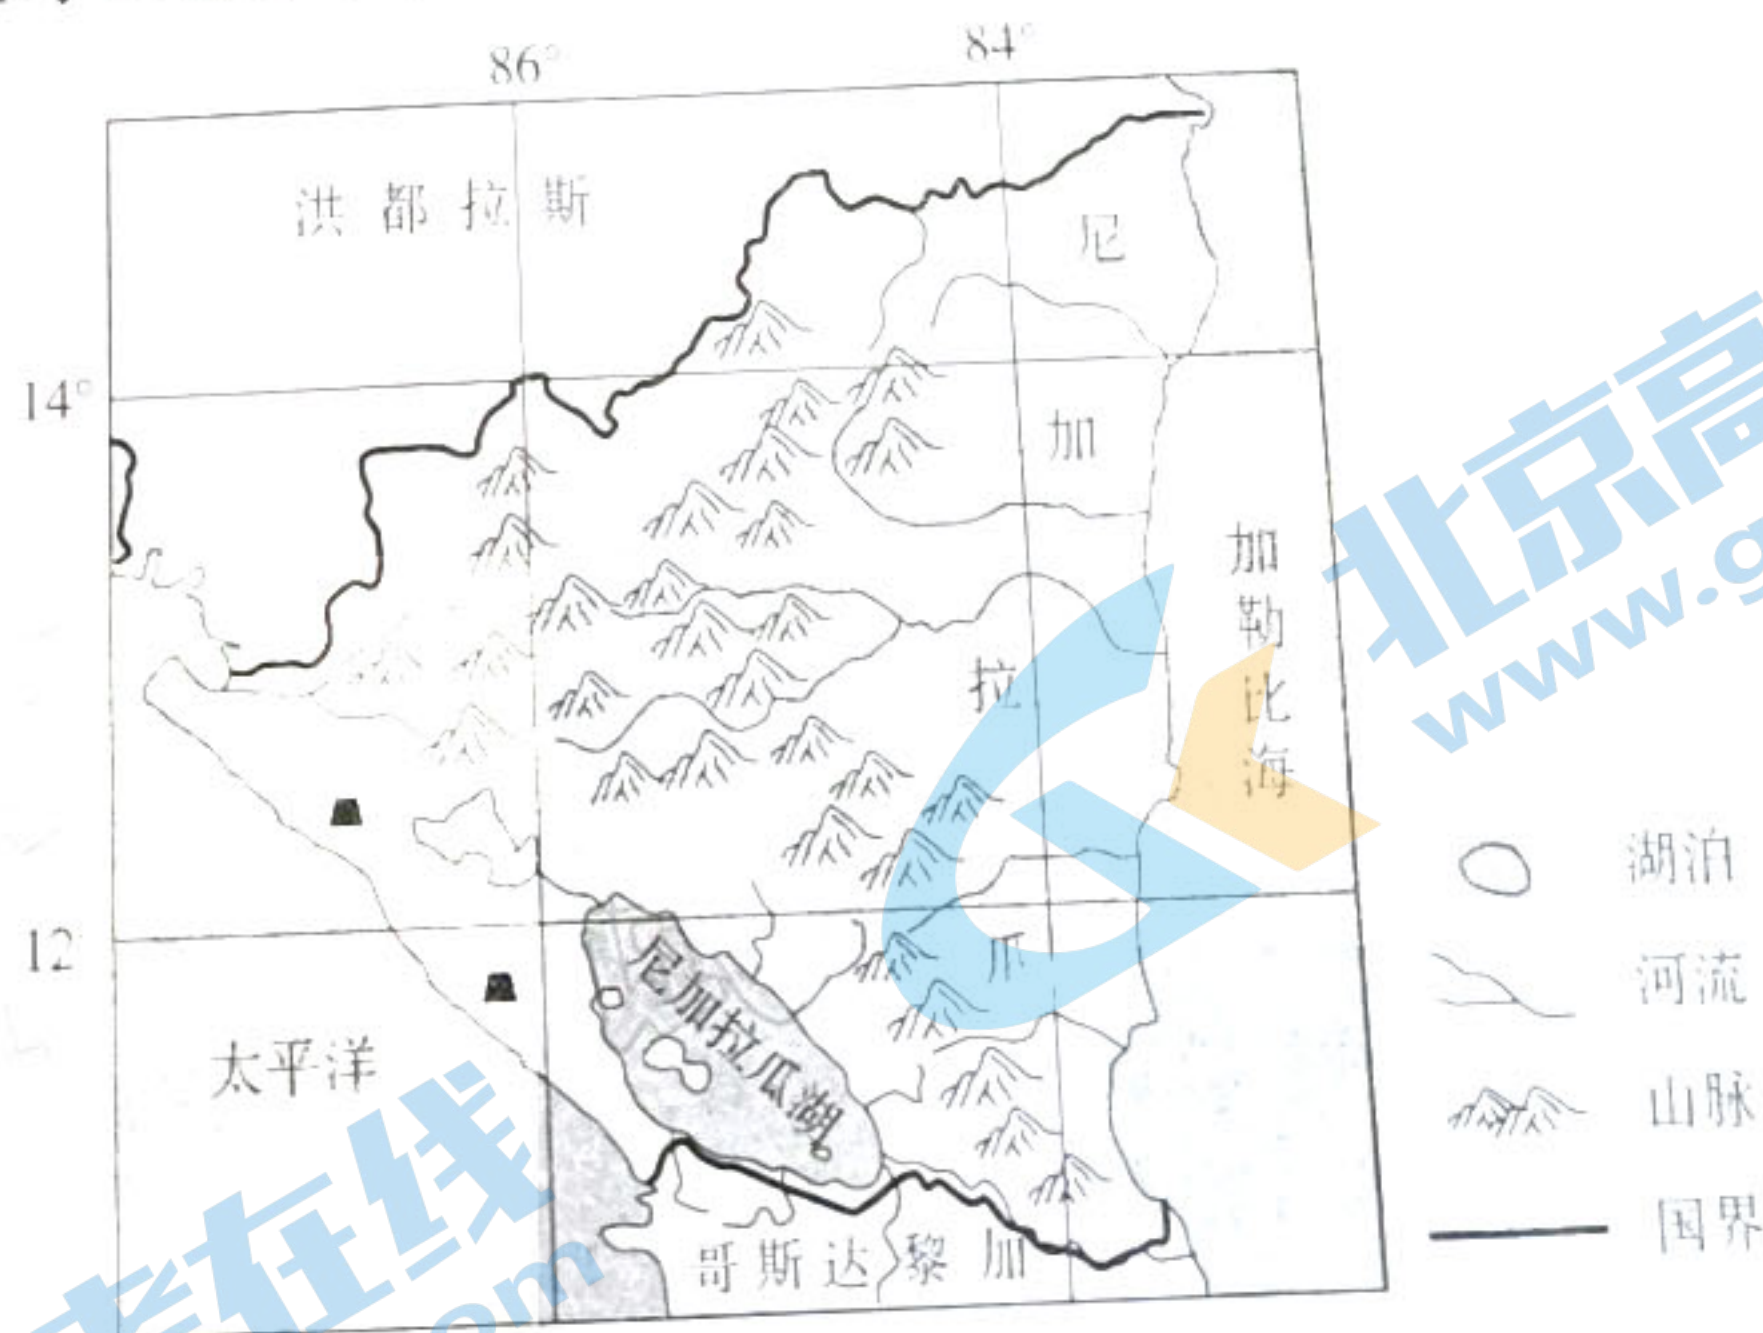 86°
84°
洪都拉斯
尼
14°
加
加勒比海
拉
北京高
www.g
湖泊
12
瓜
尼加拉瓜湖
河流
太平洋
山脉
考在线
om
哥斯达黎加
国界